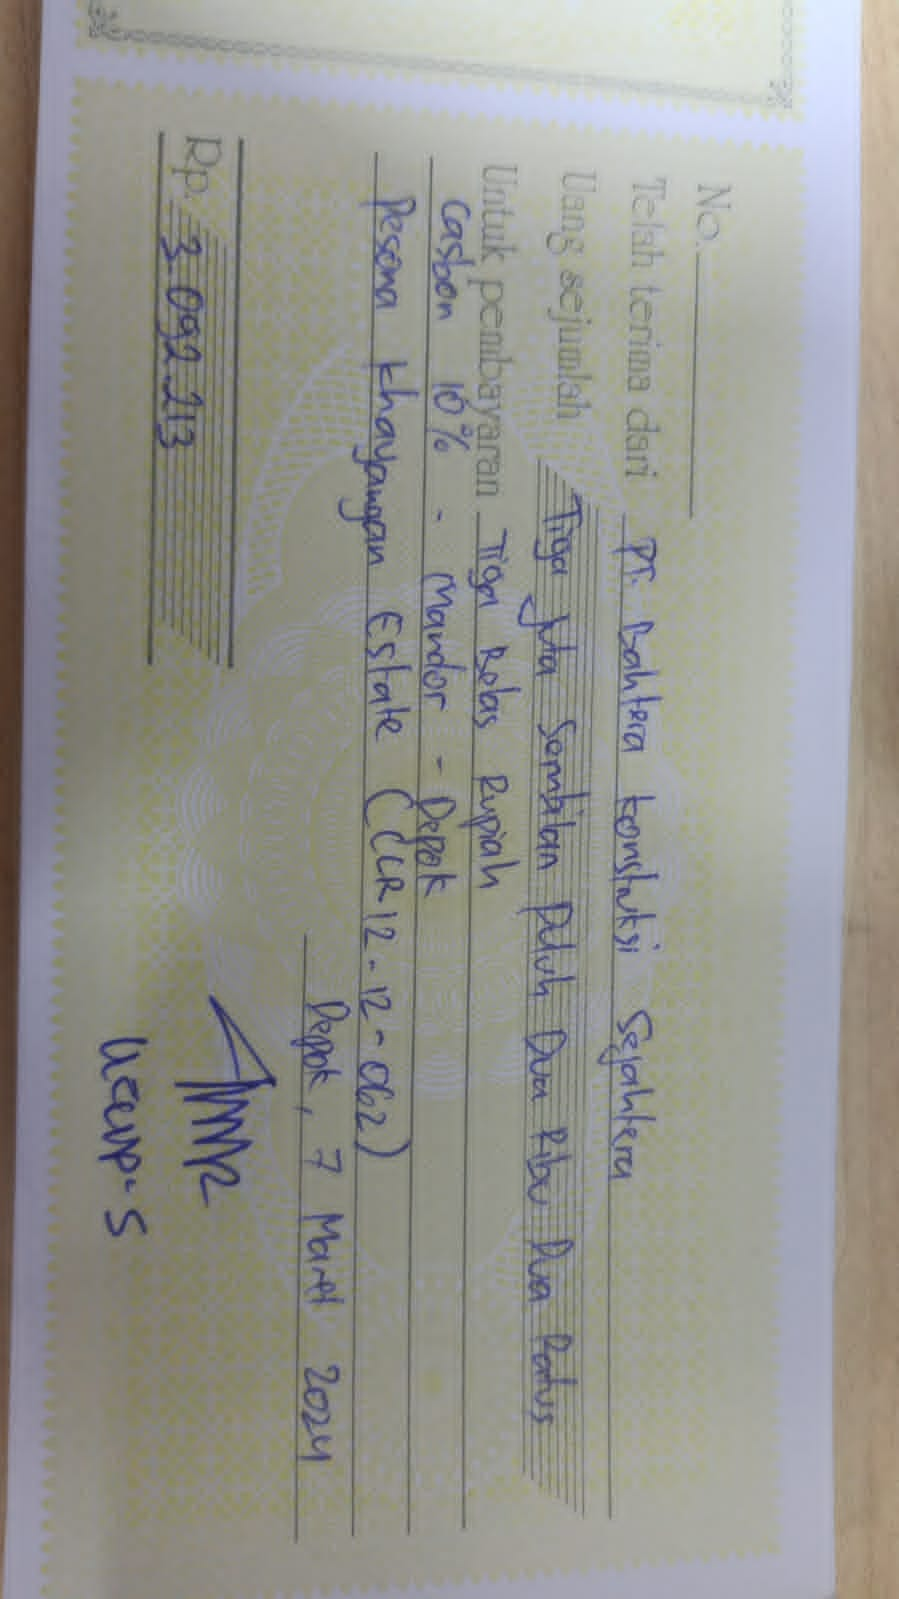 No.
Telah terima dari PT. Bahtera Konstruksi Sejahtera
Uang sejumlah Tiga Juta Sembilan Puluh Dua Ribu Dua Ratus
Untuk pembayaran Tiga Belas Rupiah
Casbon 10% - Mandor - Depok
Pesona Khayangan Estate (CLR 12-12-062)
Depok, 7 Maret 2024
Rp. 3.092.213
Ucup. S